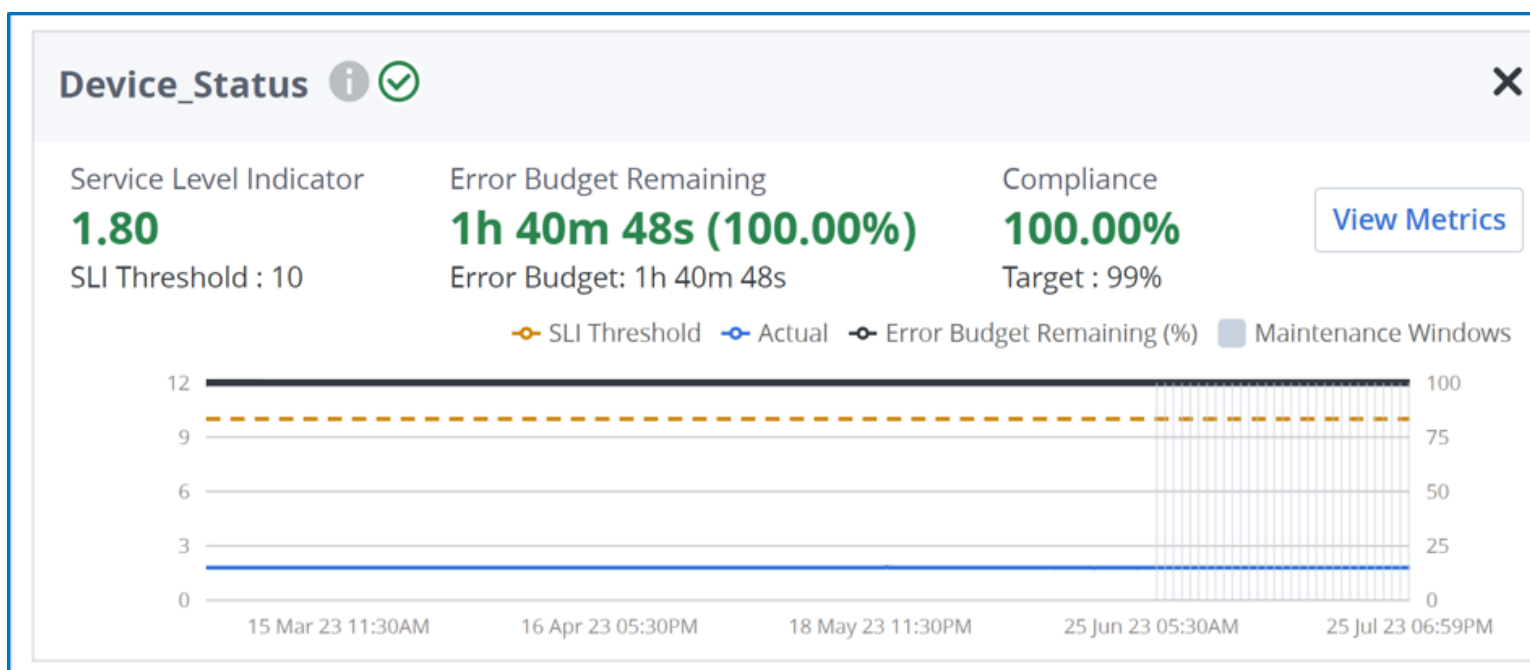 Device_Status
Service Level Indicator
1.80
SLI Threshold : 10
Error Budget Remaining
1h 40m 48s (100.00%)
Error Budget: 1h 40m 48s
Compliance
100.00%
Target : 99%
View Metrics
SLI Threshold Actual Error Budget Remaining (%) Maintenance Windows
12 100
9 75
6 50
3 25
0 0
15 Mar 23 11:30AM 16 Apr 23 05:30PM 18 May 23 11:30PM 25 Jun 23 05:30AM 25 Jul 23 06:59PM